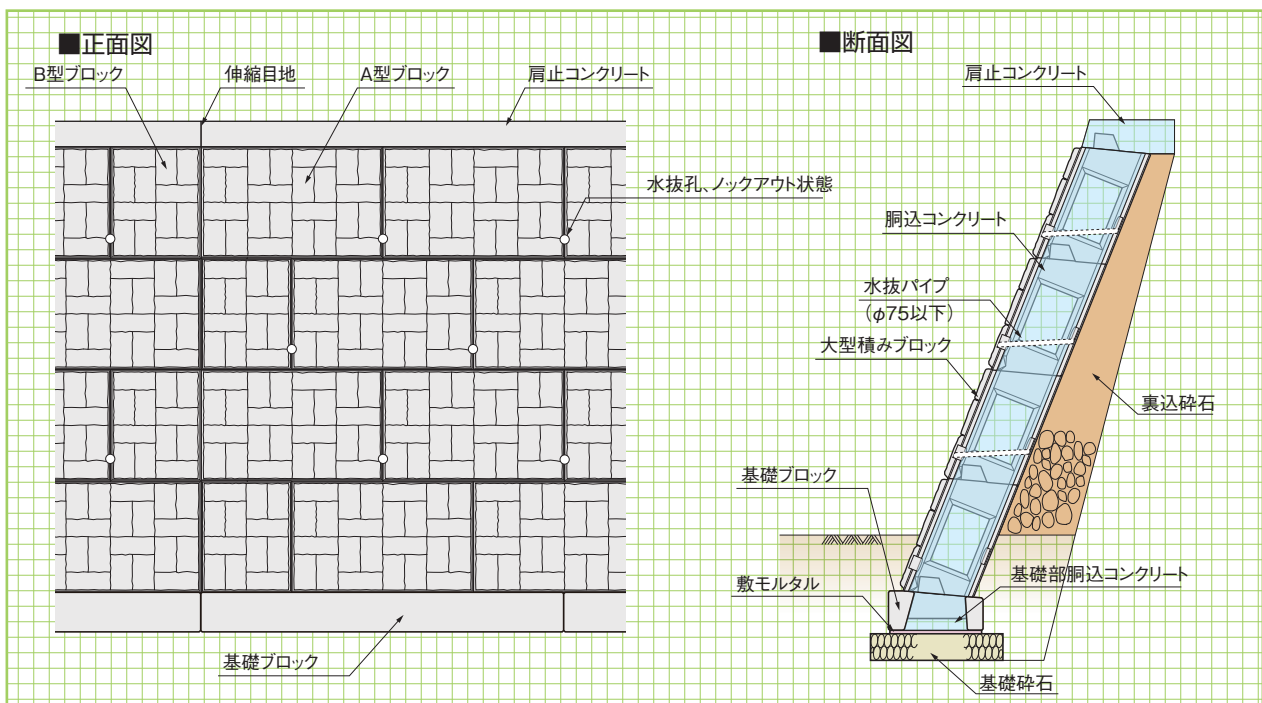 ■正面図
B型ブロック
伸縮目地
A型ブロック
肩止コンクリート
水抜孔、ノックアウト状態
基礎ブロック
■断面図
肩止コンクリート
胴込コンクリート
水抜パイプ
(φ75以下)
大型積みブロック
裏込砕石
基礎ブロック
敷モルタル
基礎部胴込コンクリート
基礎砕石